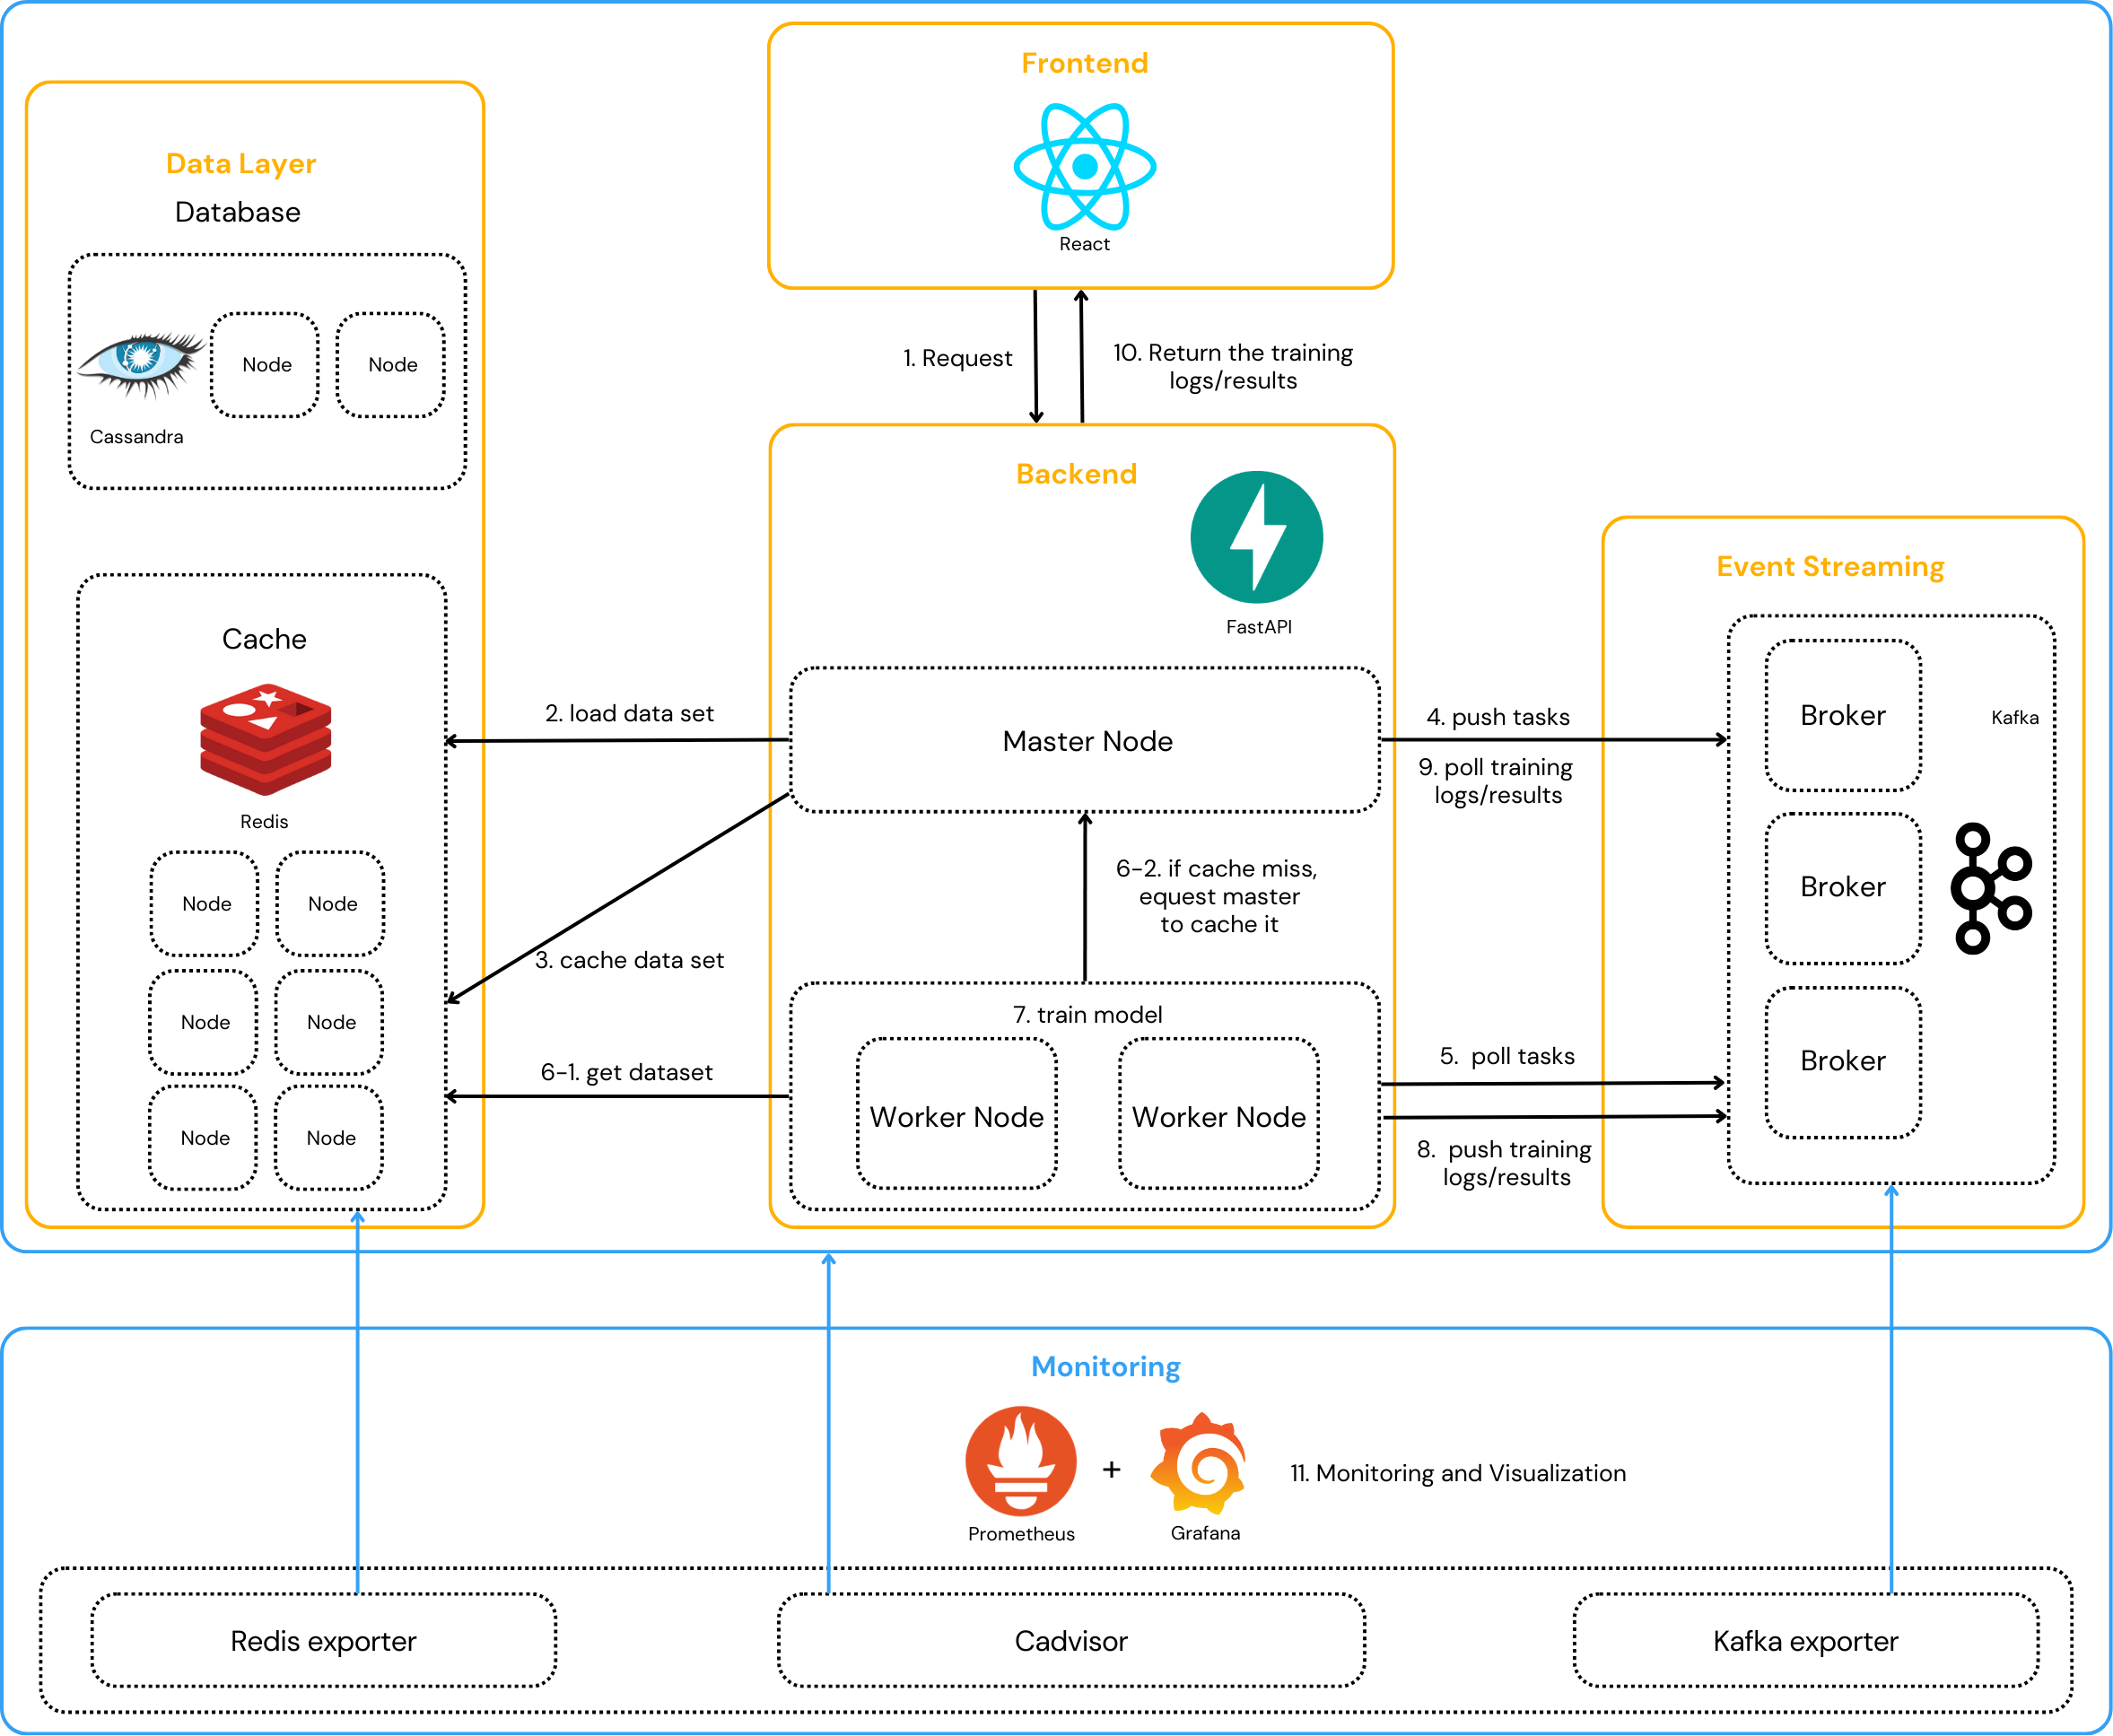 Frontend
React
1. Request
10. Return the training
logs/results
Data Layer
Database
Node
Node
Cassandra
Cache
Redis
Node
Node
Node
Node
Node
Node
2. load data set
3. cache data set
6-1. get dataset
Backend
FastAPI
Master Node
6-2. if cache miss,
equest master
to cache it
7. train model
Worker Node
Worker Node
4. push tasks
9. poll training
logs/results
5. poll tasks
8. push training
logs/results
Event Streaming
Broker
Kafka
Broker
Broker
Monitoring
+
11. Monitoring and Visualization
Prometheus
Grafana
Redis exporter
Cadvisor
Kafka exporter